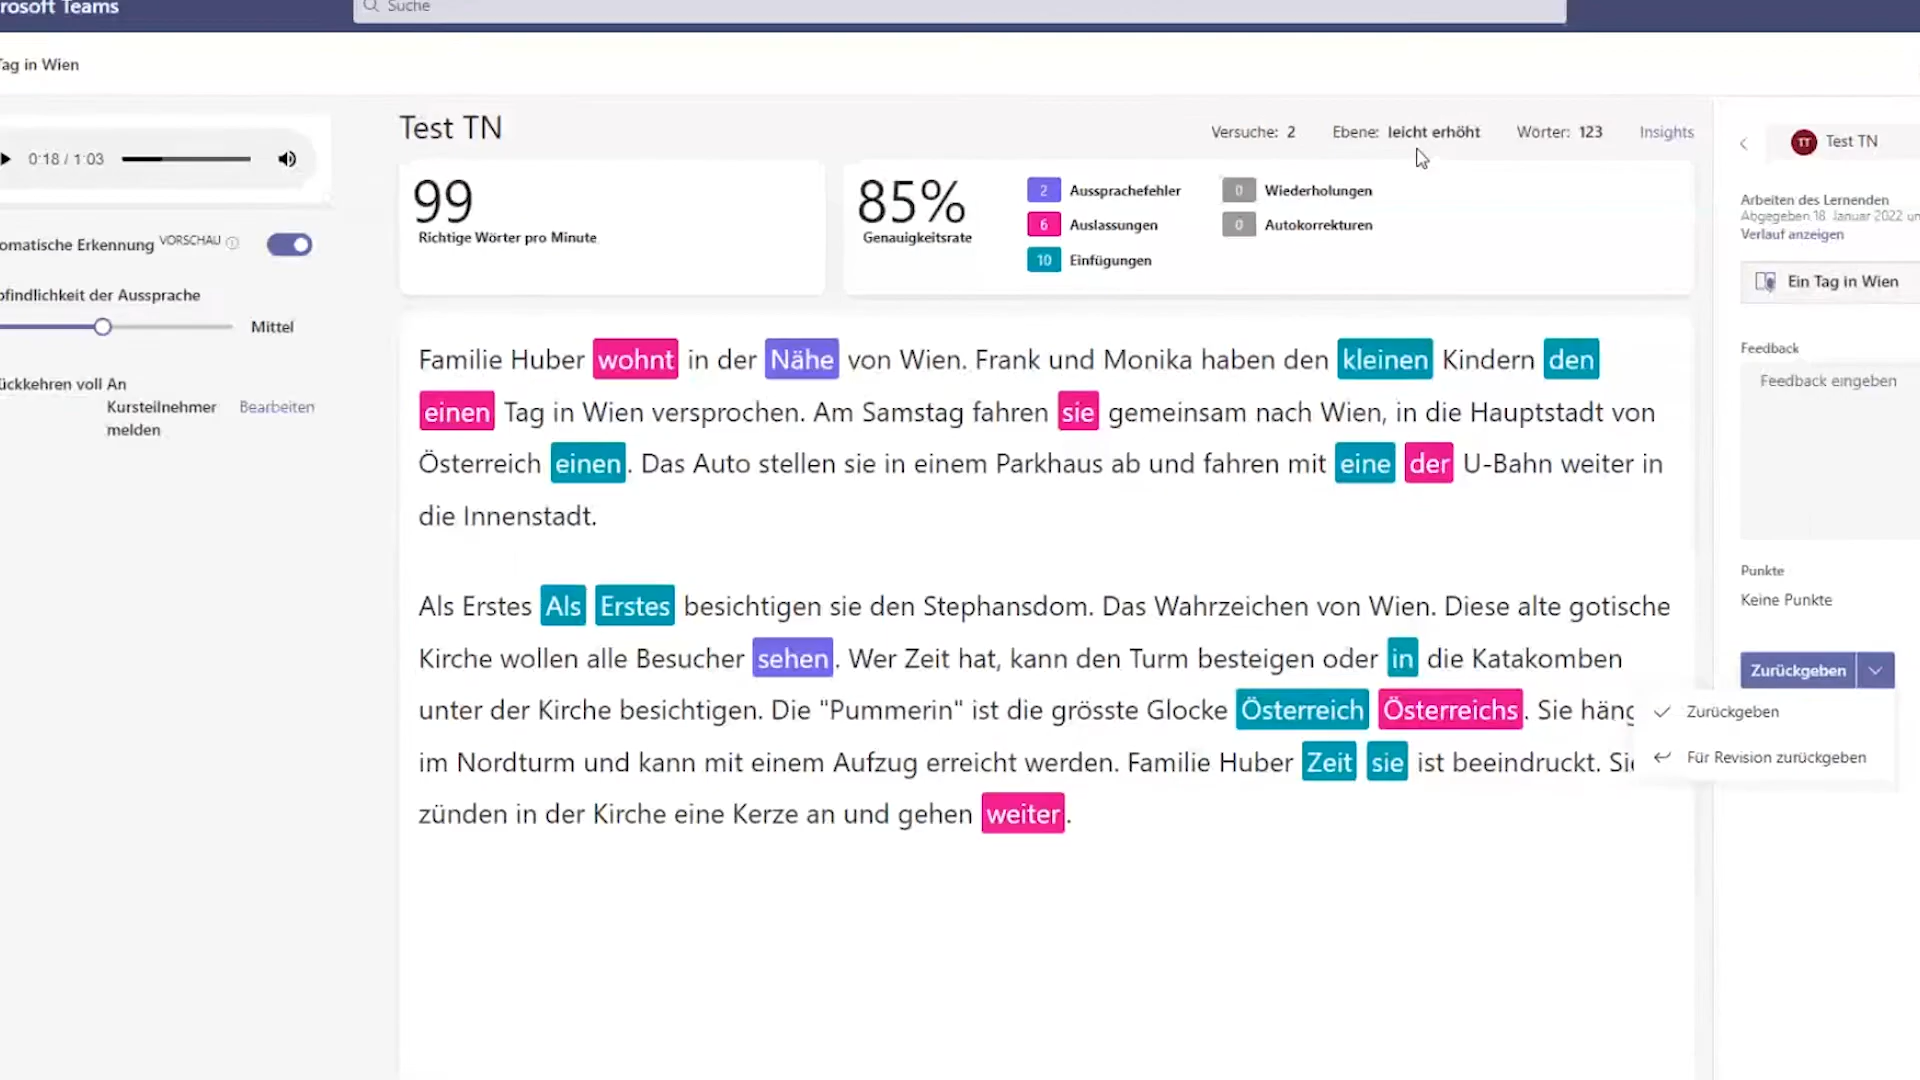 rosoft Teams
Suche
Tag in Wien
0:18 / 1:03
omatische Erkennung VORSCHAU
pfindlichkeit der Aussprache
Mittel
ückkehren voll An
Kursteilnehmer melden
Bearbeiten
Test TN
Versuche: 2 Ebene: leicht erhöht Wörter: 123 Insights
99
Richtige Wörter pro Minute
85%
Genauigkeitsrate
2 Aussprachefehler
6 Auslassungen
10 Einfügungen
0 Wiederholungen
0 Autokorrekturen
Familie Huber wohnt in der Nähe von Wien. Frank und Monika haben den kleinen Kindern den
einen Tag in Wien versprochen. Am Samstag fahren sie gemeinsam nach Wien, in die Hauptstadt von
Österreich einen. Das Auto stellen sie in einem Parkhaus ab und fahren mit eine der U-Bahn weiter in
die Innenstadt.
Als Erstes Als Erstes besichtigen sie den Stephansdom. Das Wahrzeichen von Wien. Diese alte gotische
Kirche wollen alle Besucher sehen. Wer Zeit hat, kann den Turm besteigen oder in die Katakomben
unter der Kirche besichtigen. Die "Pummerin" ist die grösste Glocke Österreich Österreichs. Sie häng
im Nordturm und kann mit einem Aufzug erreicht werden. Familie Huber Zeit sie ist beeindruckt. Sie
zünden in der Kirche eine Kerze an und gehen weiter.
TT Test TN
Arbeiten des Lernenden
Abgegeben 18. Januar 2022 um
Verlauf anzeigen
Ein Tag in Wien
Feedback
Feedback eingeben
Punkte
Keine Punkte
Zurückgeben
Zurückgeben
Für Revision zurückgeben